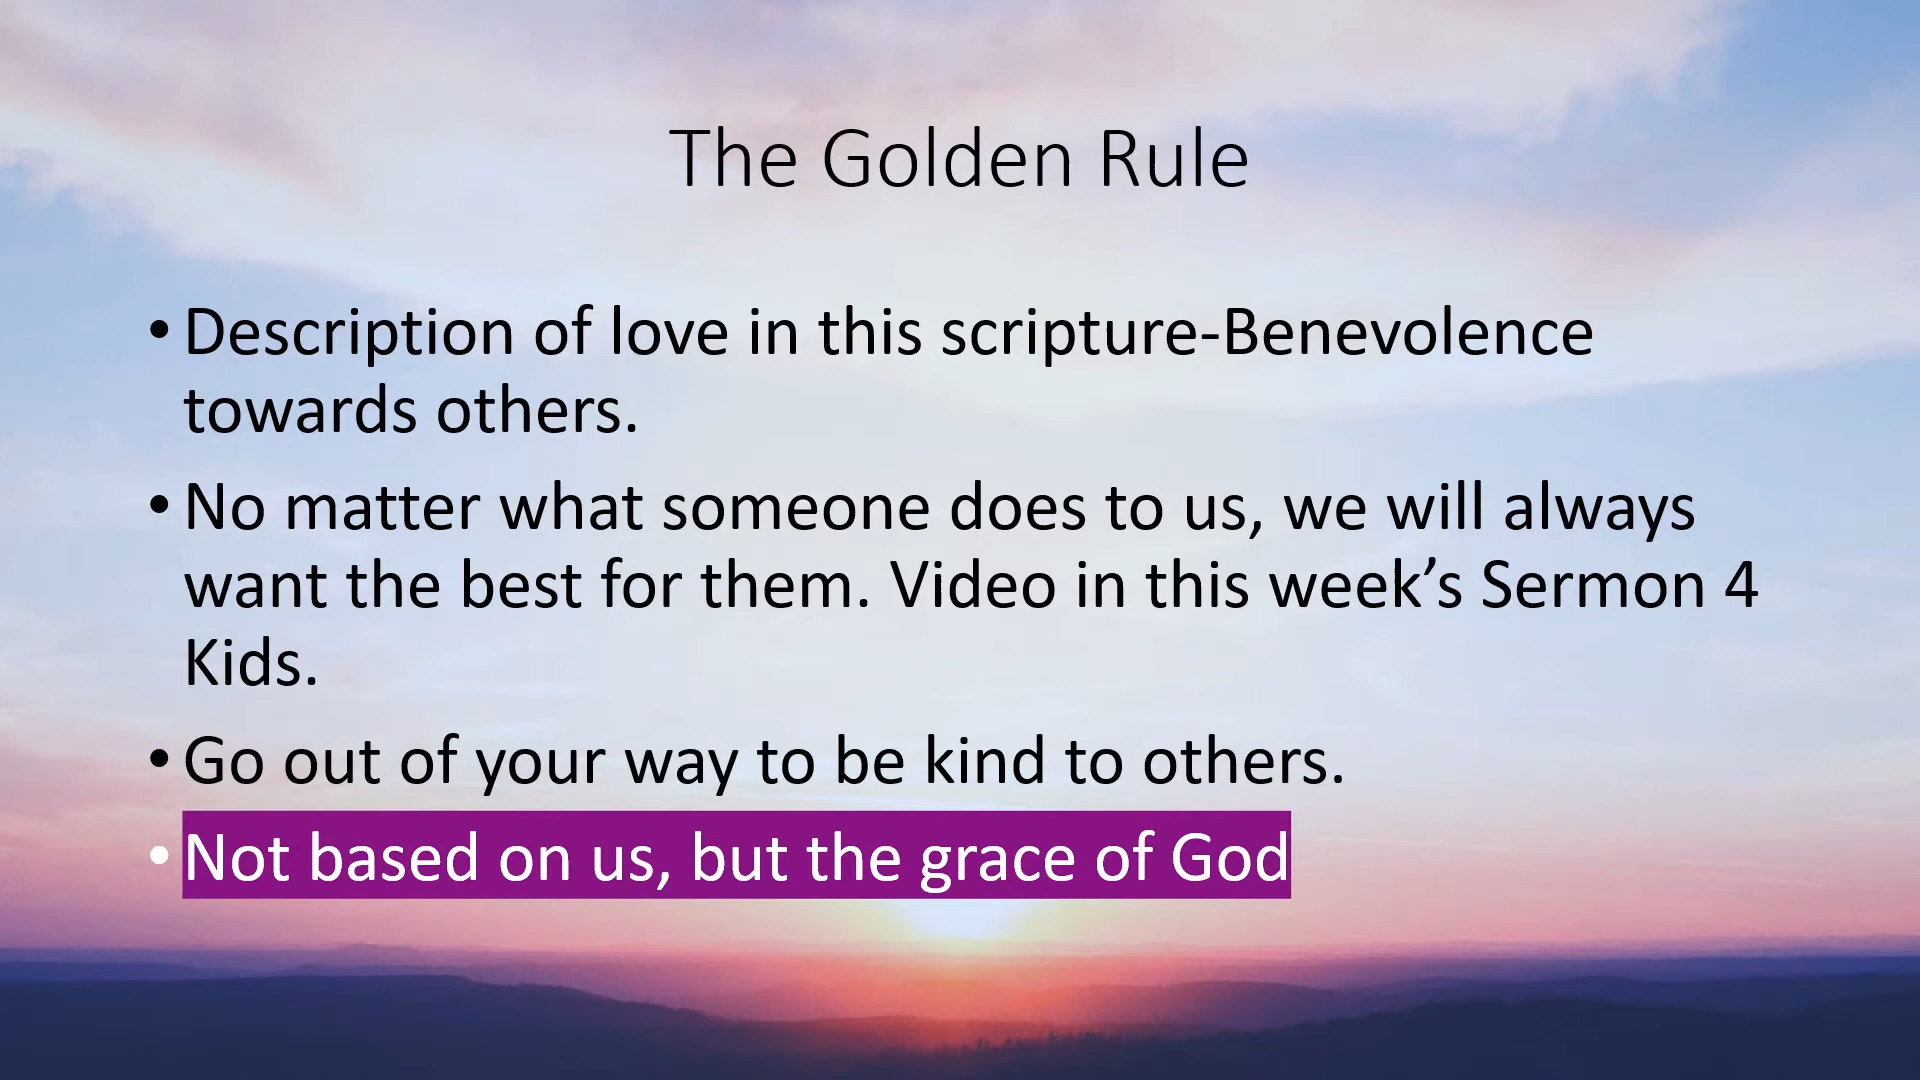 The Golden Rule
• Description of love in this scripture-Benevolence
towards others.
• No matter what someone does to us, we will always
want the best for them. Video in this week’s Sermon 4
Kids.
• Go out of your way to be kind to others.
• Not based on us, but the grace of God